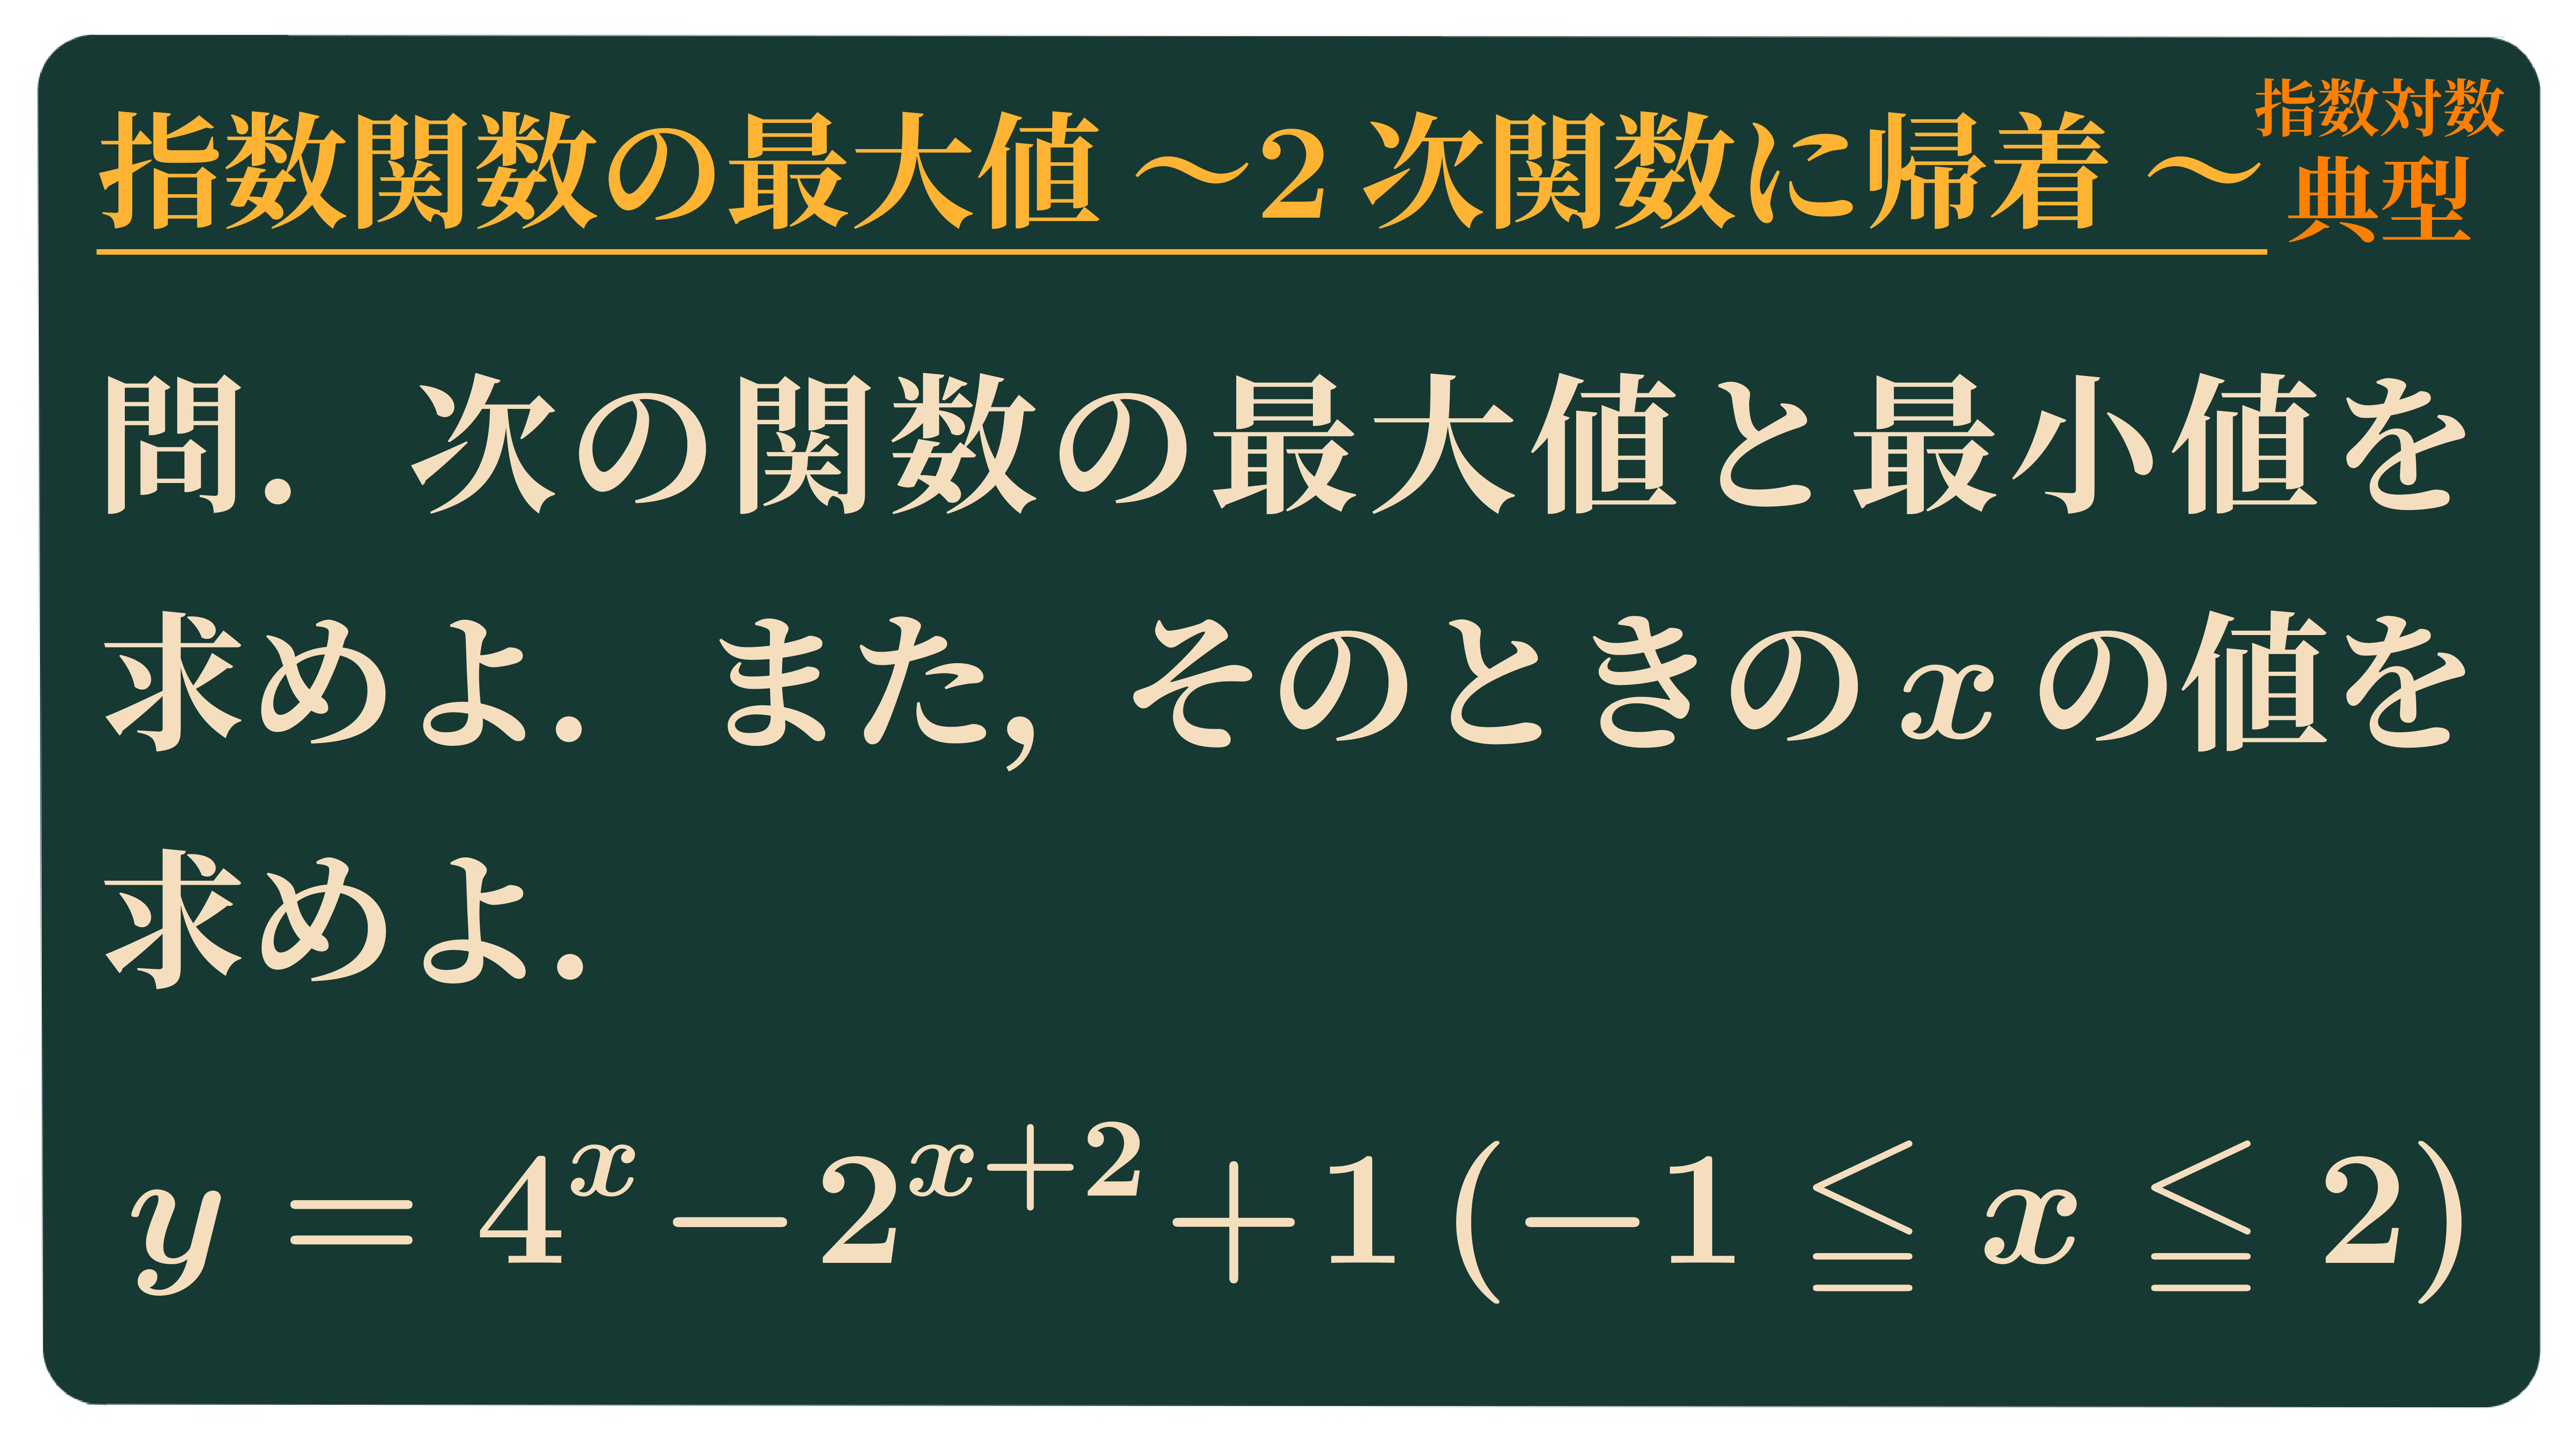 指数関数の最大値 〜2 次関数に帰着 〜
指数対数
典型
問. 次の関数の最大値と最小値を
求めよ. また, そのときの x の値を
求めよ.
y = 4^x − 2^{x+2} + 1 (−1 ≦ x ≦ 2)